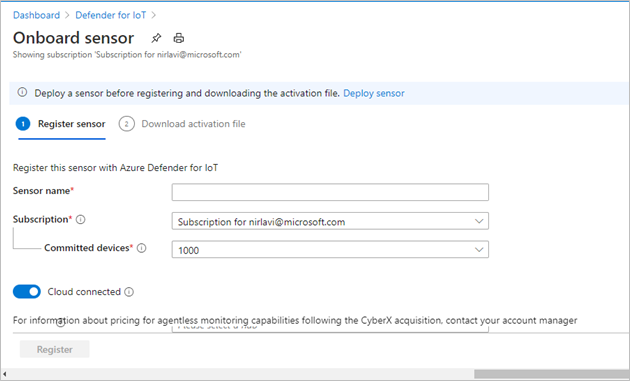 Dashboard > Defender for IoT >
Onboard sensor
Showing subscription 'Subscription for nirlavi@microsoft.com'
Deploy a sensor before registering and downloading the activation file. Deploy sensor
1 Register sensor 2 Download activation file
Register this sensor with Azure Defender for IoT
Sensor name*
Subscription* Subscription for nirlavi@microsoft.com
Committed devices* 1000
Cloud connected
For information about pricing for agentless monitoring capabilities following the CyberX acquisition. contact your account manager
Please select a hub
Register